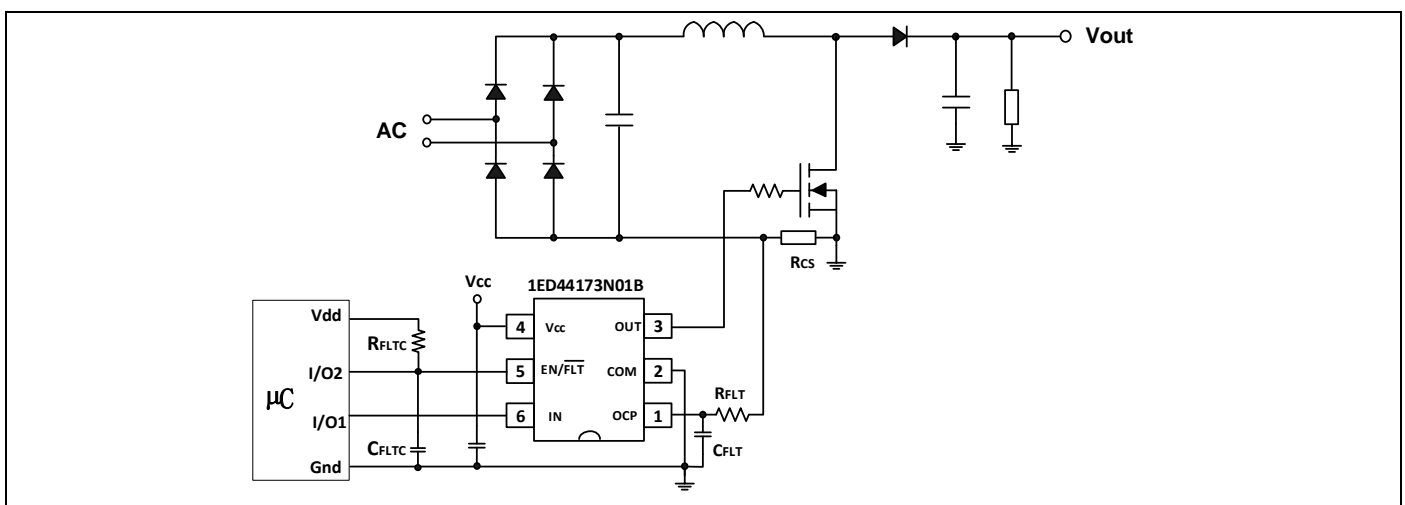 Vout
AC
RCS
Vcc
1ED44173N01B
Vdd
4 Vcc OUT 3
RFLTC
I/O2
5 EN/FLT COM 2
μC
RFLT
I/O1
6 IN OCP 1
CFLTC
CFLT
Gnd